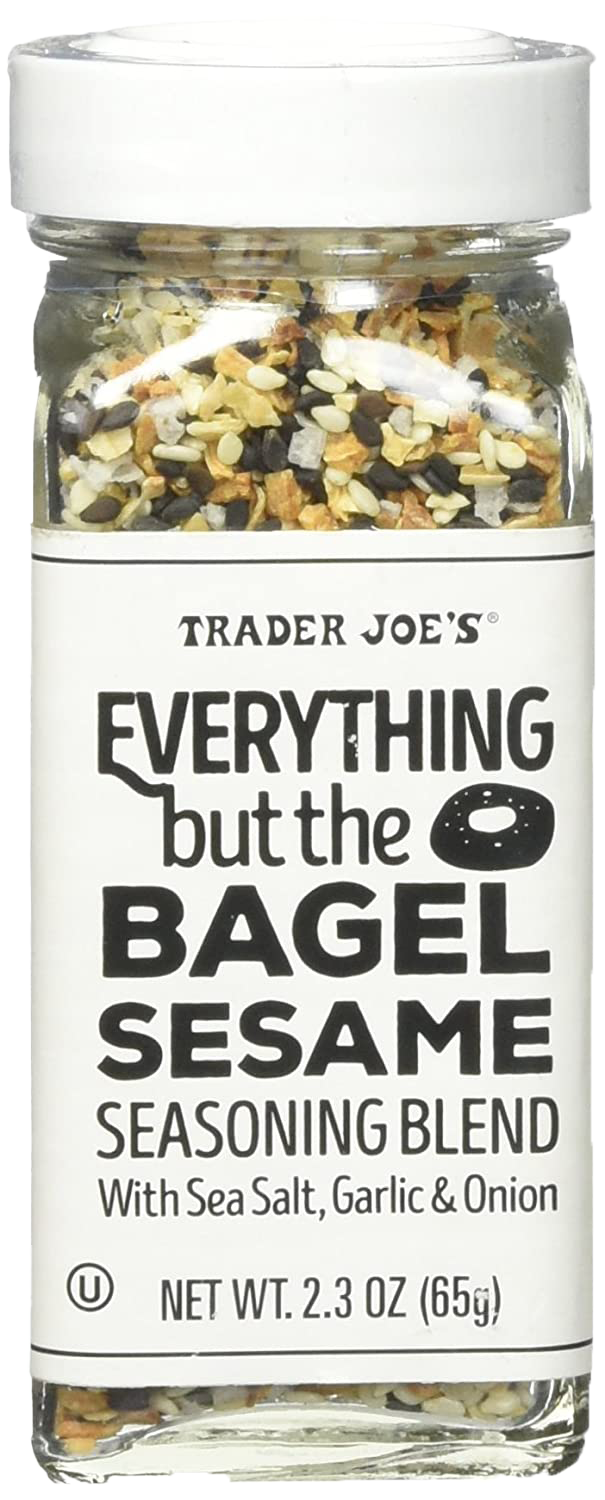 TRADER JOE'S®
EVERYTHING
but the
BAGEL
SESAME
SEASONING BLEND
With Sea Salt, Garlic & Onion
U NET WT. 2.3 OZ (65g)